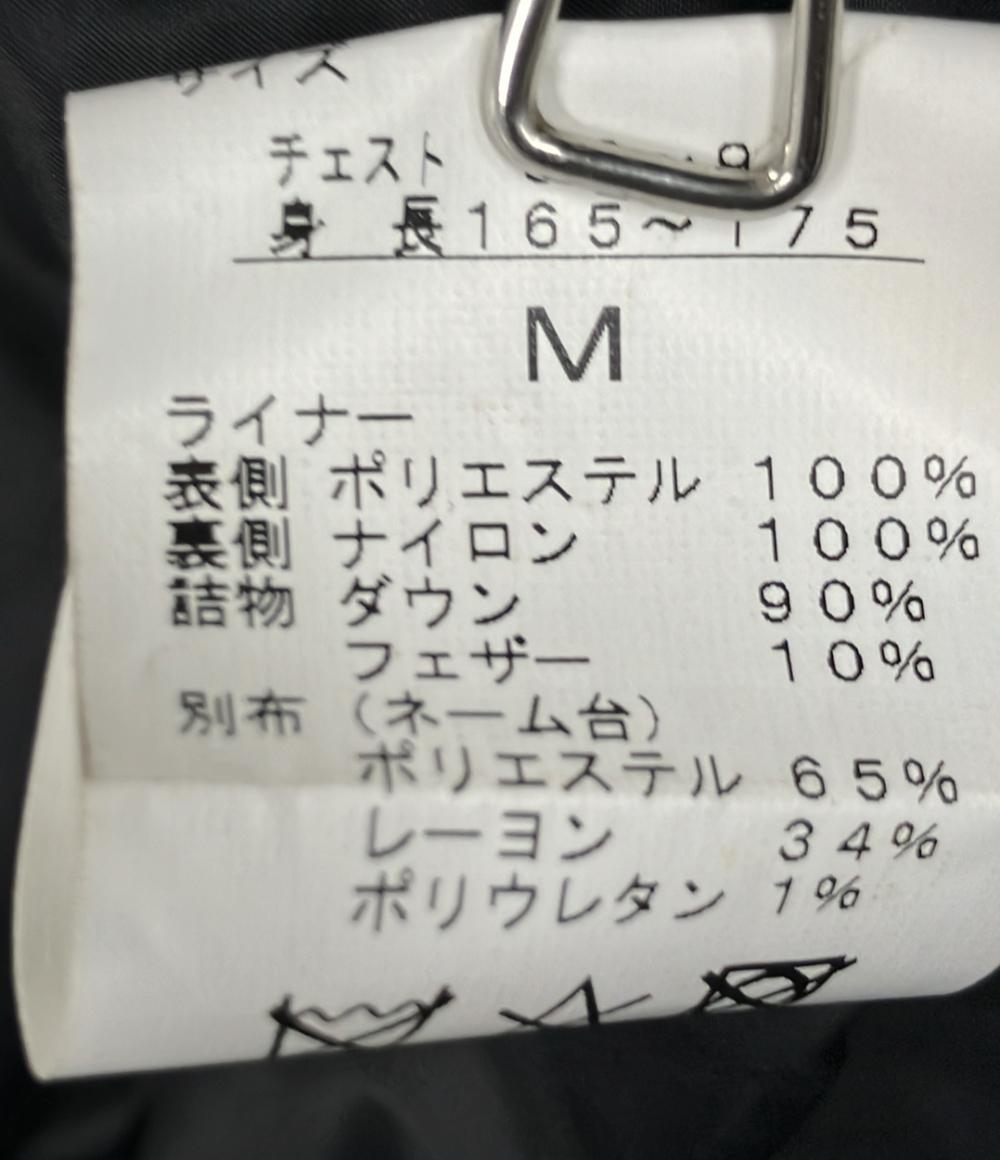 サイズ
チェスト
身 長165～175
M
ライナー
表側 ポリエステル 100%
裏側 ナイロン 100%
詰物 ダウン 90%
フェザー 10%
別布 (ネーム台)
ポリエステル 65%
レーヨン 34%
ポリウレタン 1%